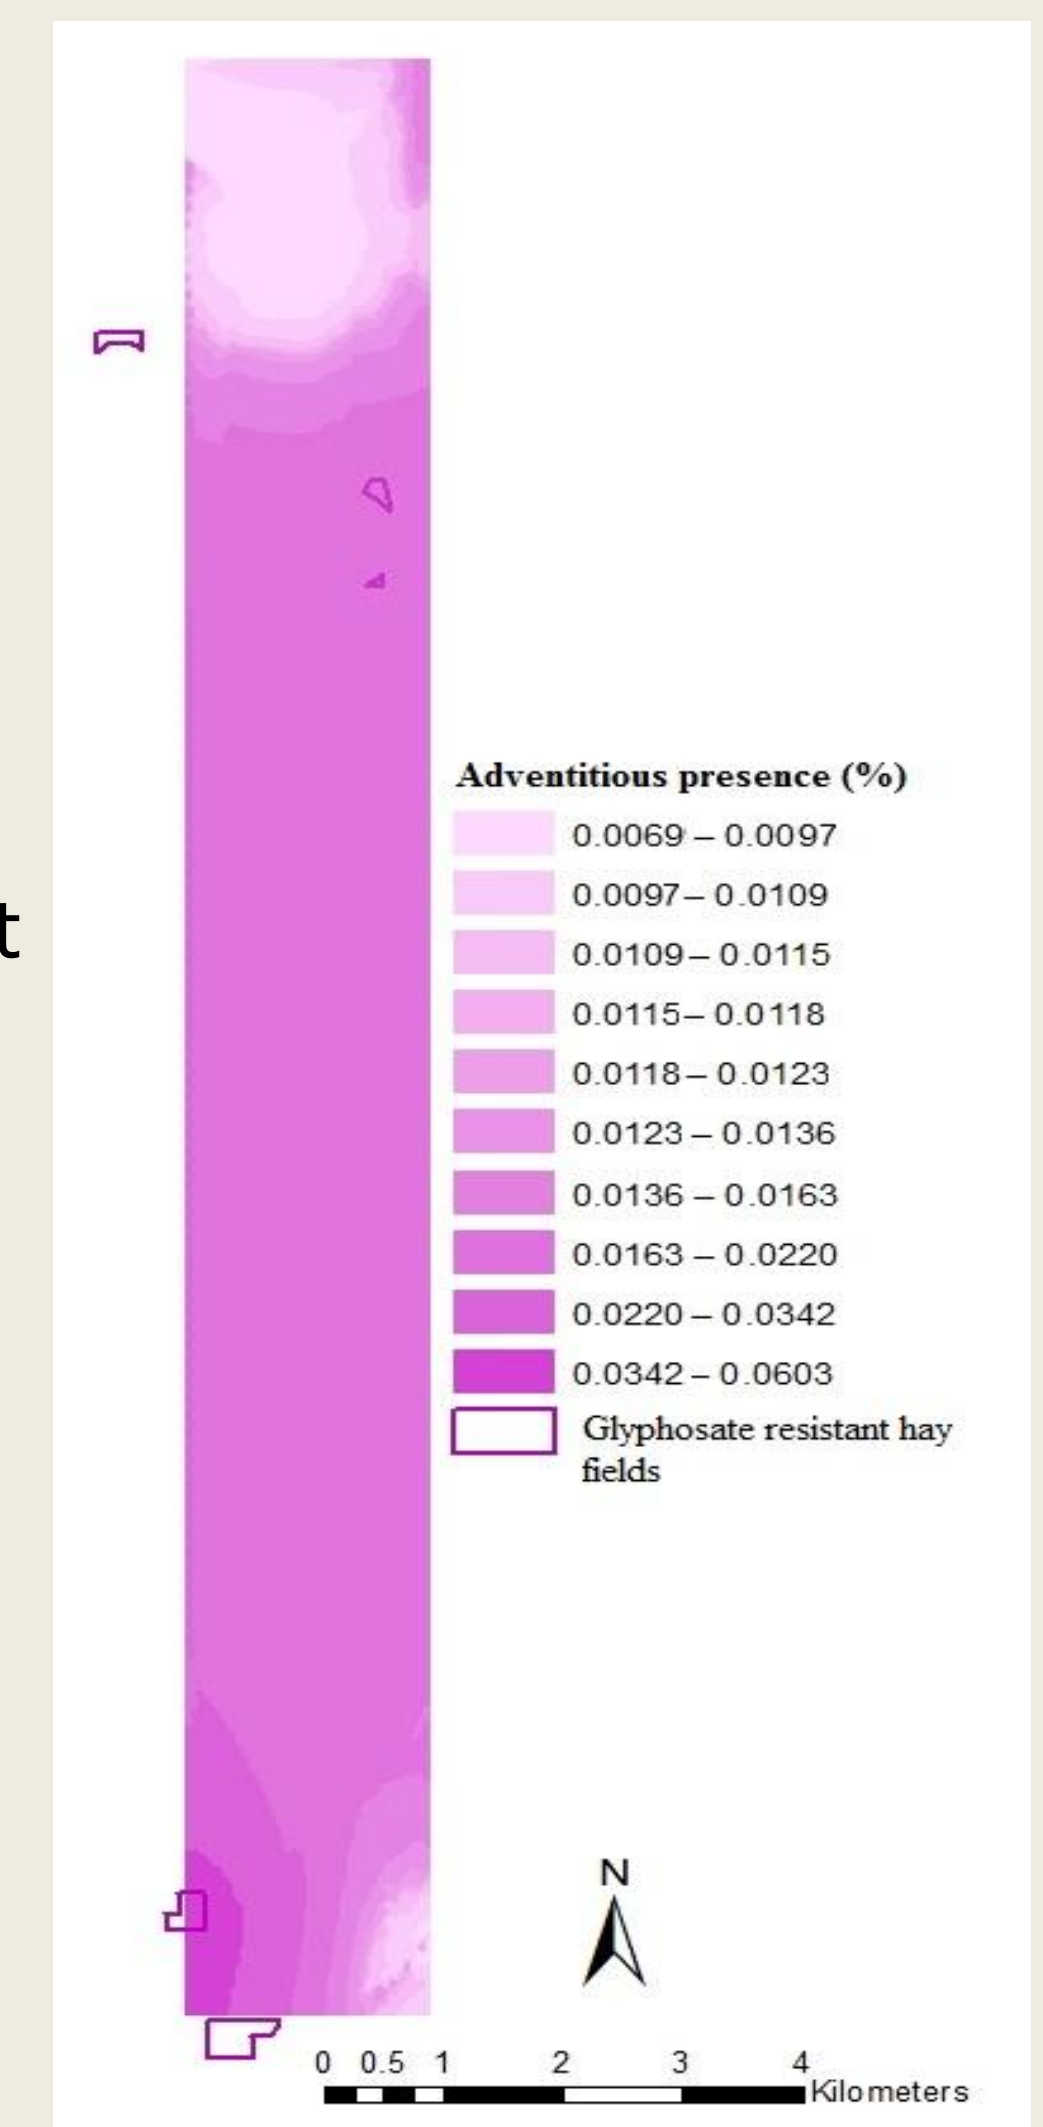 t
Adventitious presence (%)
0.0069 – 0.0097
0.0097– 0.0109
0.0109– 0.0115
0.0115– 0.0118
0.0118– 0.0123
0.0123 – 0.0136
0.0136 – 0.0163
0.0163 – 0.0220
0.0220 – 0.0342
0.0342 – 0.0603
Glyphosate resistant hay
fields
N
0 0.5 1 2 3 4
Kilometers